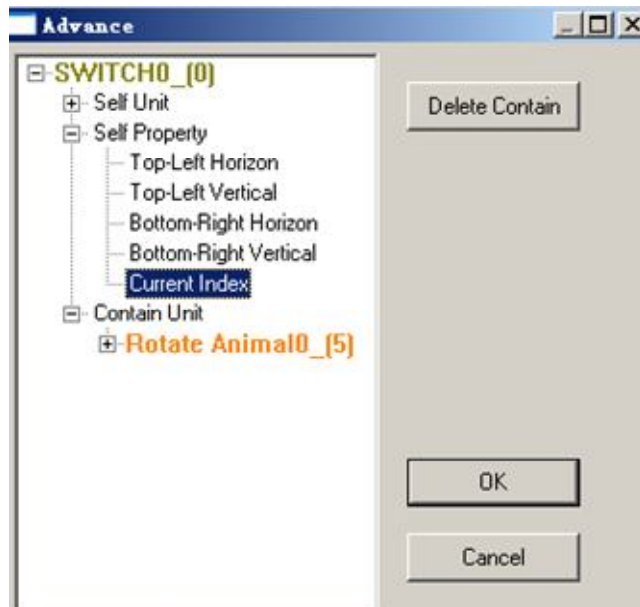 Advance
SWITCH0_(0)
Self Unit
Self Property
Top-Left Horizon
Top-Left Vertical
Bottom-Right Horizon
Bottom-Right Vertical
Current Index
Contain Unit
Rotate Animal0_(5)
Delete Contain
OK
Cancel